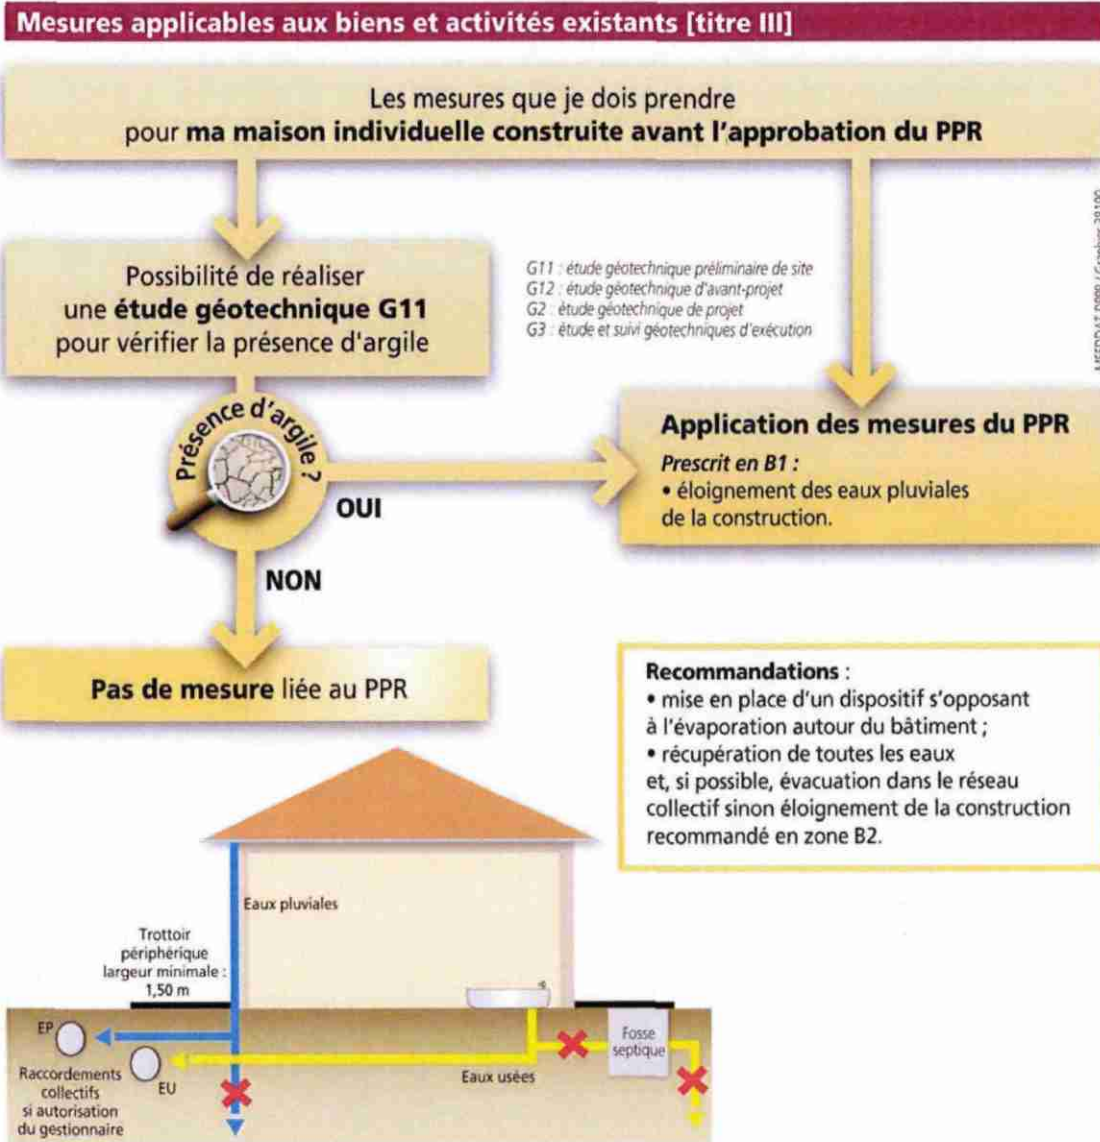 Mesures applicables aux biens et activités existants [titre III]
Les mesures que je dois prendre
pour ma maison individuelle construite avant l'approbation du PPR
Possibilité de réaliser
une étude géotechnique G11
pour vérifier la présence d'argile
G11 : étude géotechnique préliminaire de site
G12 : étude géotechnique d'avant-projet
G2 : étude géotechnique de projet
G3 : étude et suivi géotechniques d'exécution
Présence d'argile ?
OUI
NON
Application des mesures du PPR
Prescrit en B1 :
• éloignement des eaux pluviales
de la construction.
Pas de mesure liée au PPR
Recommandations :
• mise en place d'un dispositif s'opposant
à l'évaporation autour du bâtiment ;
• récupération de toutes les eaux
et, si possible, évacuation dans le réseau
collectif sinon éloignement de la construction
recommandé en zone B2.
Eaux pluviales
Trottoir
périphérique
largeur minimale :
1,50 m
EP
EU
Raccordements
collectifs
si autorisation
du gestionnaire
Eaux usées
Fosse
septique